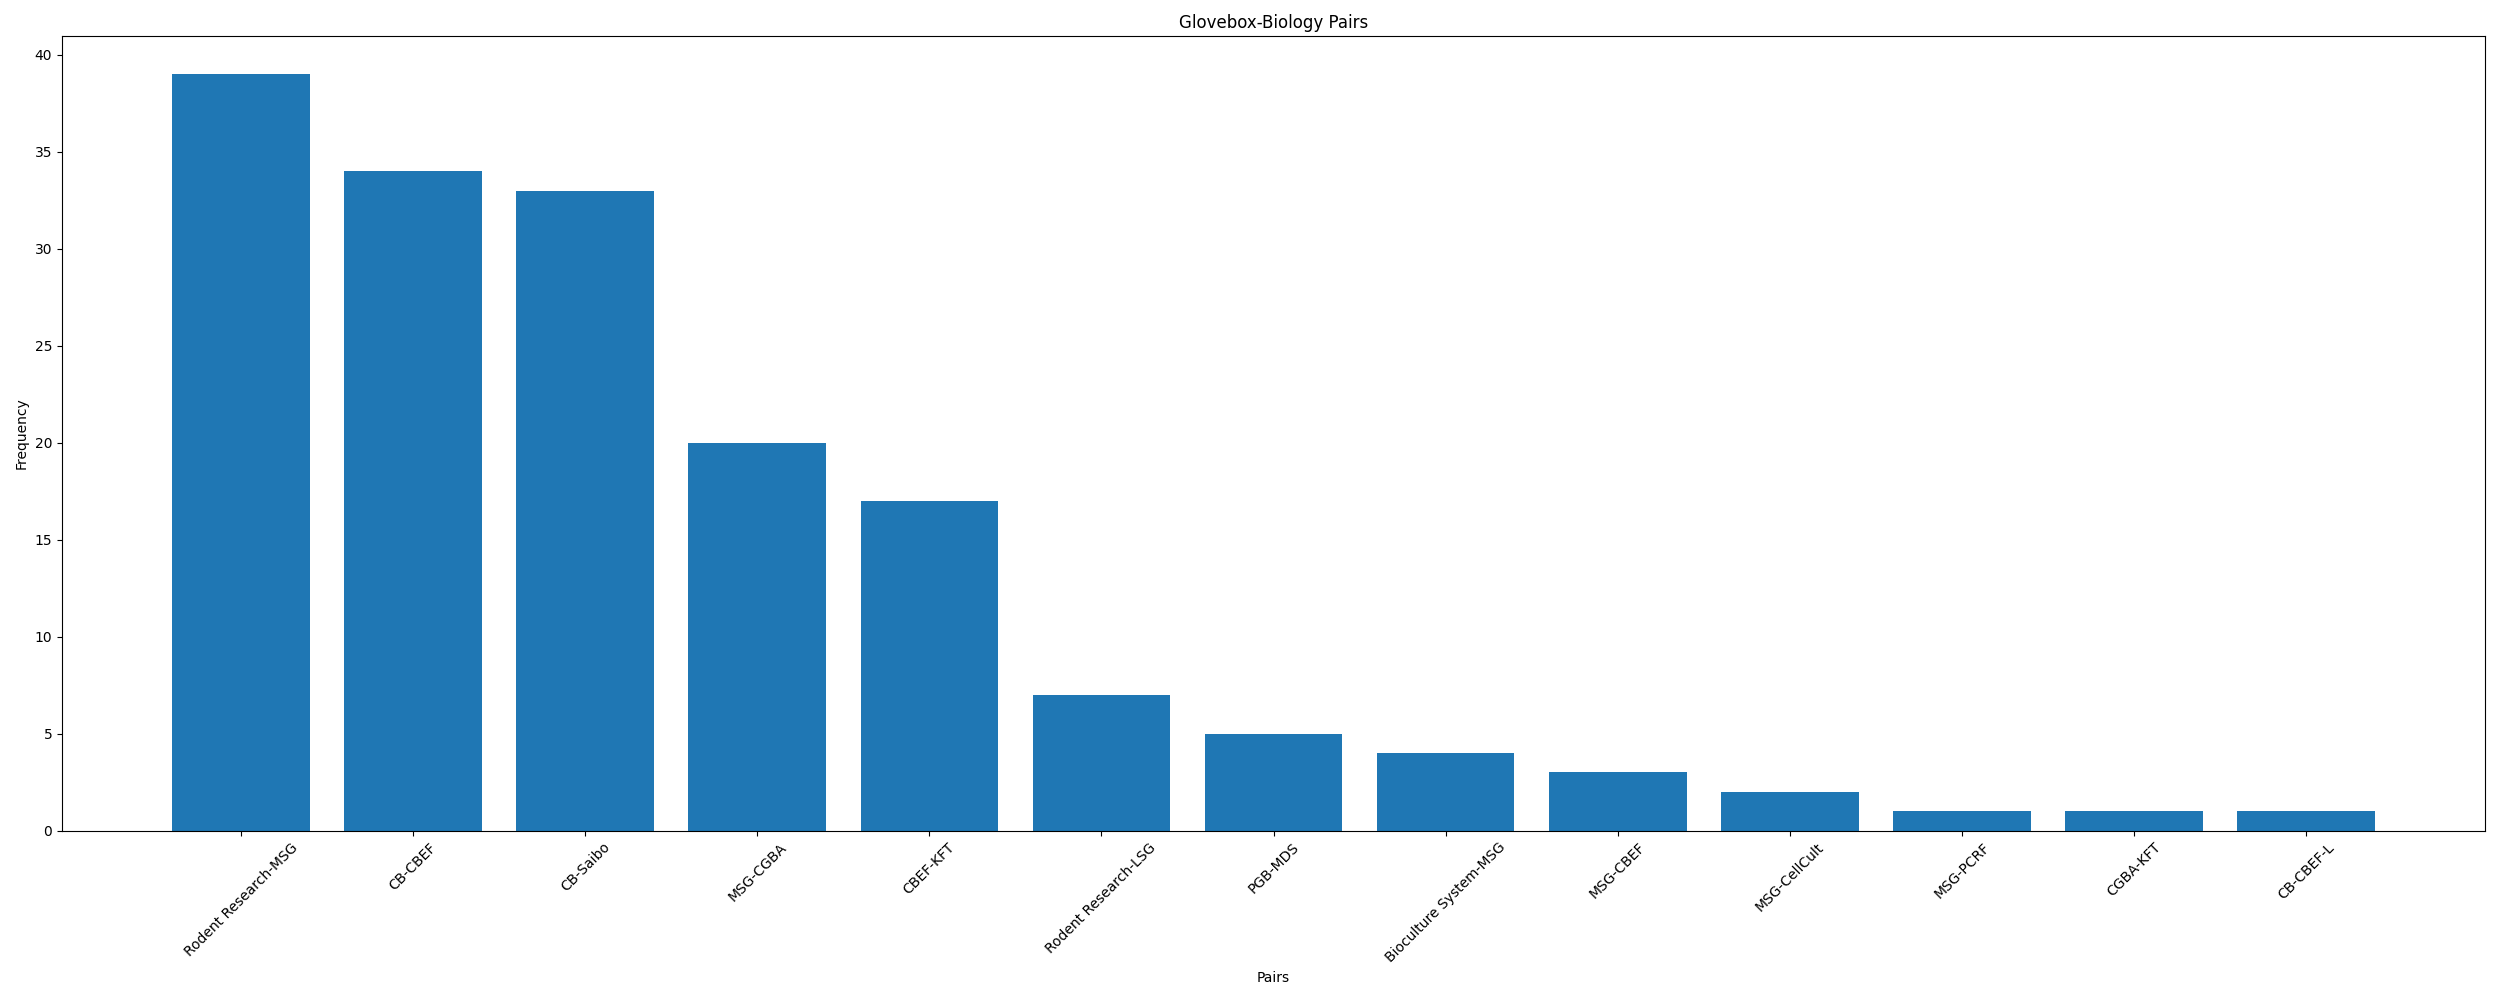 Glovebox-Biology Pairs
40
35
30
25
20
15
10
5
0
Frequency
Rodent Research-MSG
CB-CBEF
CB-Saibo
MSG-CGBA
CBEF-KFT
Rodent Research-LSG
PGB-MDS
Bioculture System-MSG
MSG-CBEF
MSG-CellCult
MSG-PCRF
CGBA-KFT
CB-CBEF-L
Pairs